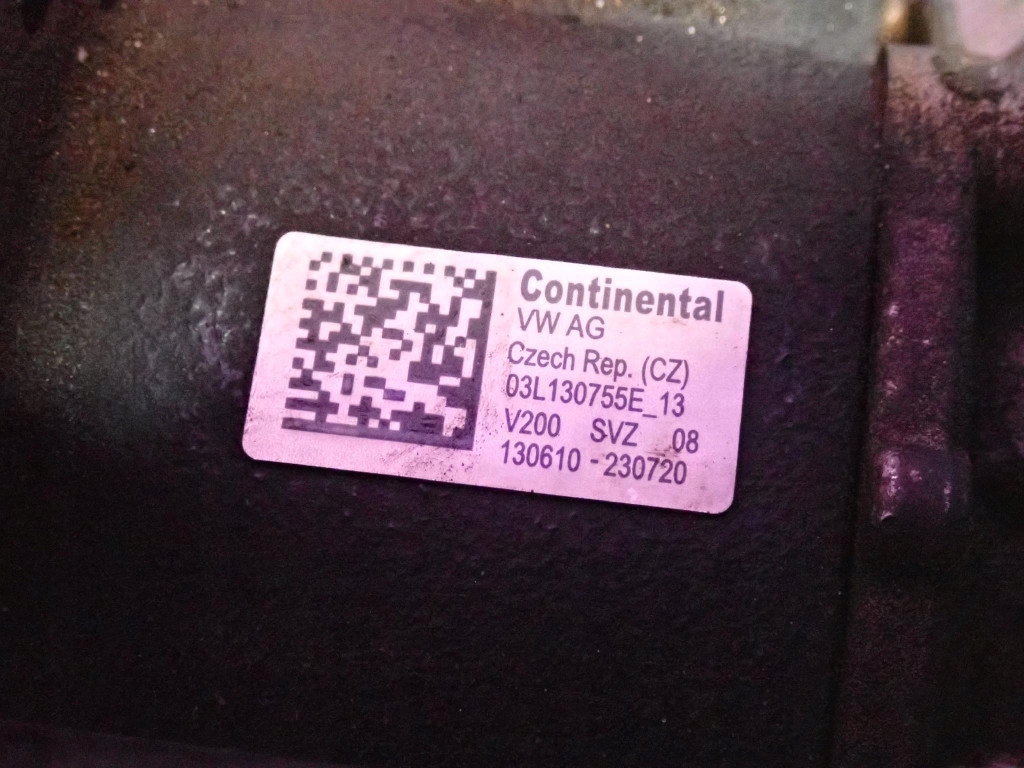 Continental
VW AG
Czech Rep. (CZ)
03L130755E_13
V200 SVZ 08
130610 - 230720